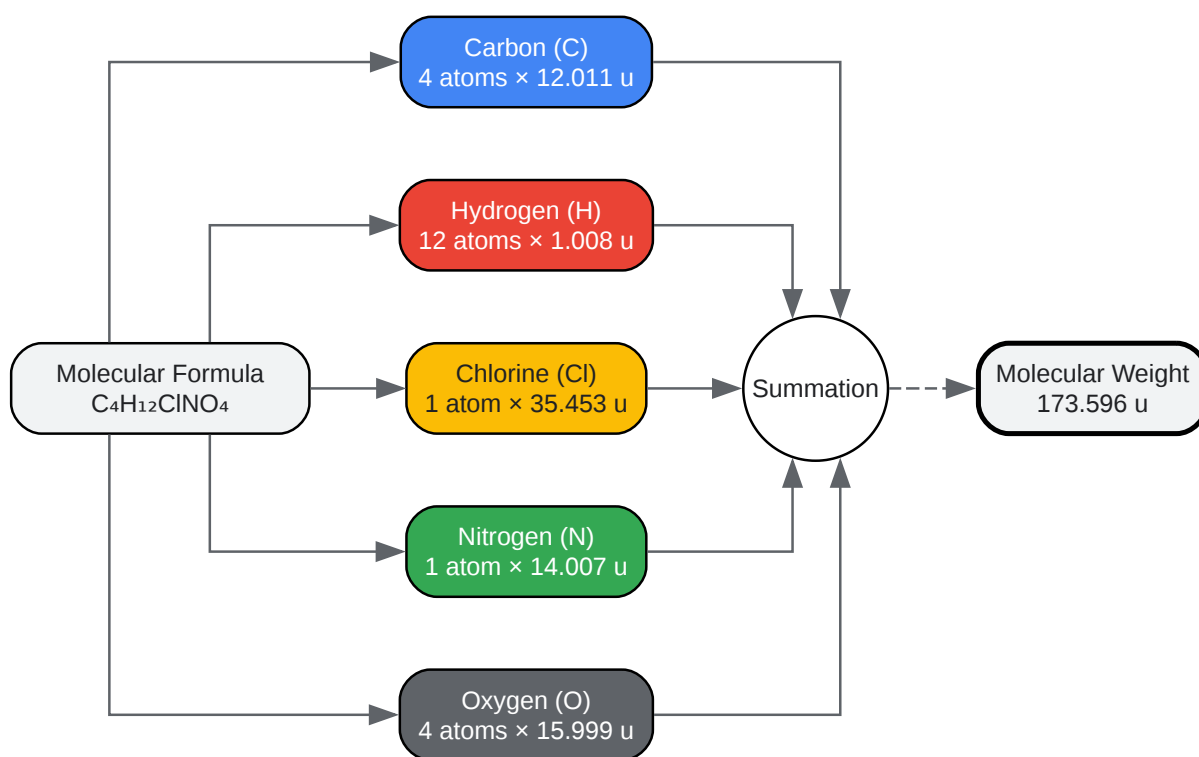 Carbon (C)
4 atoms × 12.011 u
Hydrogen (H)
12 atoms × 1.008 u
Molecular Formula
C₄H₁₂ClNO₄
Chlorine (Cl)
1 atom × 35.453 u
Summation
Molecular Weight
173.596 u
Nitrogen (N)
1 atom × 14.007 u
Oxygen (O)
4 atoms × 15.999 u